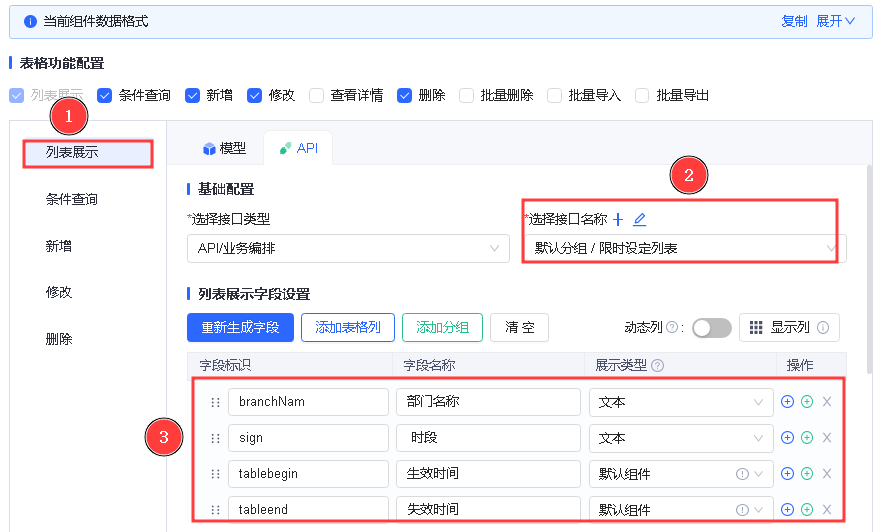 当前组件数据格式 复制 展开
表格功能配置
列表展示 条件查询 新增 修改 查看详情 删除 批量删除 批量导入 批量导出
1
列表展示
条件查询
新增
修改
删除
模型 API
基础配置
2
*选择接口类型 *选择接口名称
API/业务编排 默认分组 / 限时设定列表
列表展示字段设置
重新生成字段 添加表格列 添加分组 清 空 动态列 : 显示列
字段标识 字段名称 展示类型 操作
3
branchNam 部门名称 文本
sign 时段 文本
tablebegin 生效时间 默认组件
tableend 失效时间 默认组件